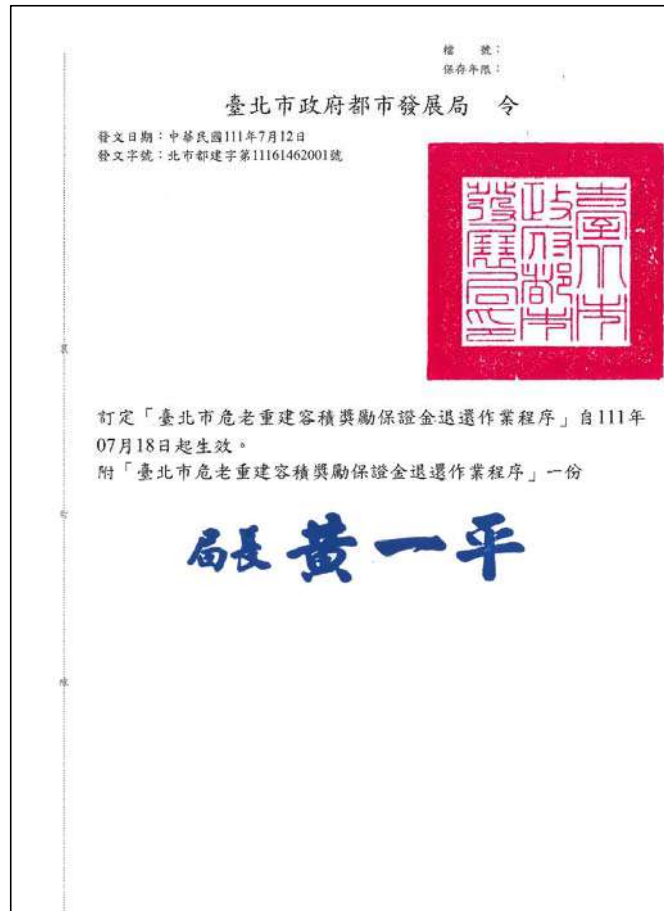 檔　　號：
保存年限：
臺北市政府都市發展局　令
發文日期：中華民國111年7月12日
發文字號：北市都建字第11161462001號
臺北市
政府都市
發展局印
裝
訂定「臺北市危老重建容積獎勵保證金退還作業程序」自111年
07月18日起生效。
附「臺北市危老重建容積獎勵保證金退還作業程序」一份
訂
局長 黃一平
線